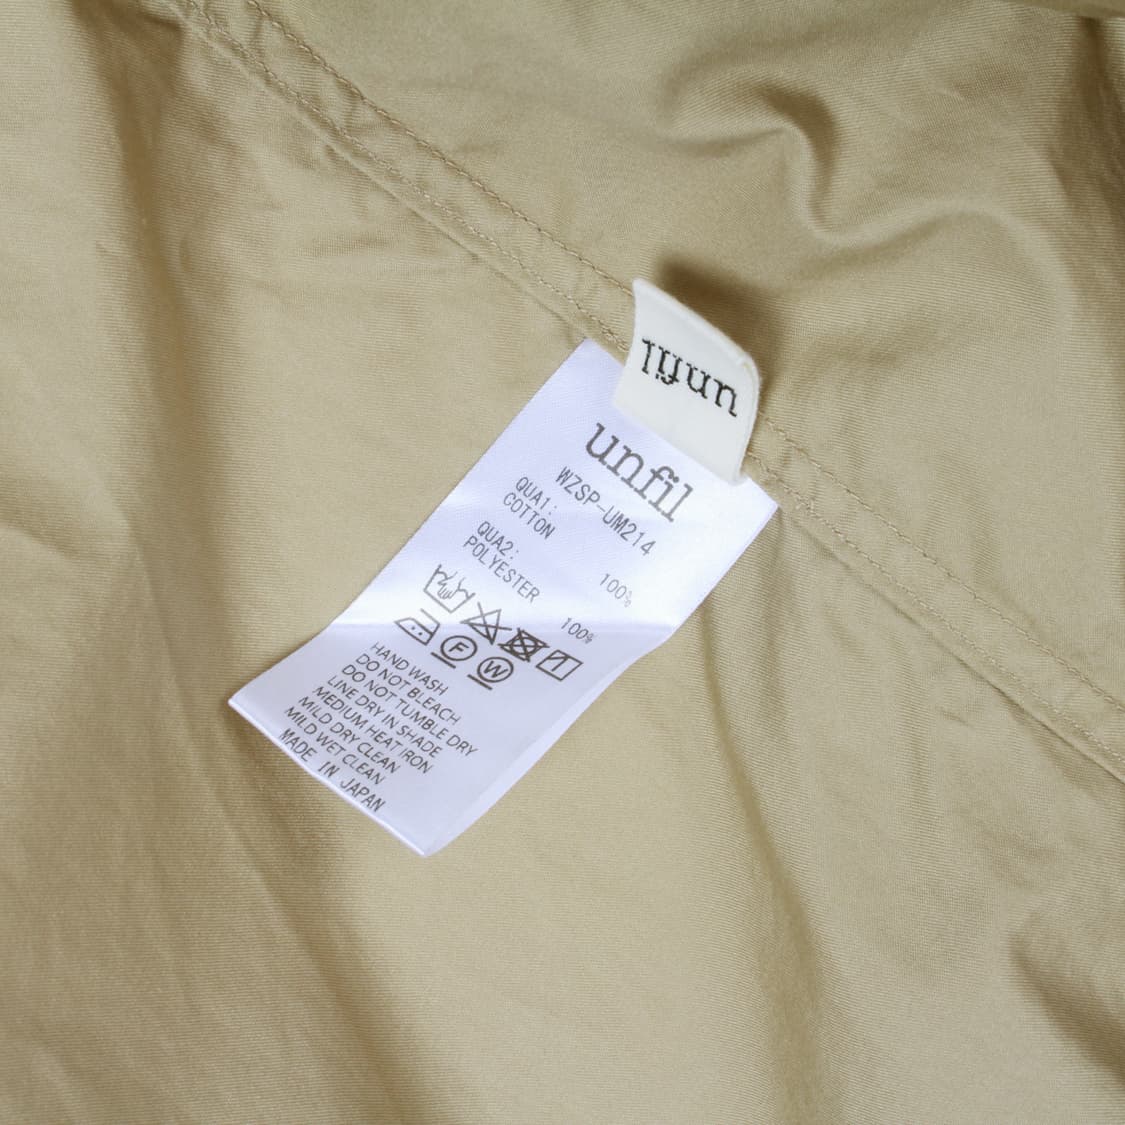 unfil
unfil
WZSP-UM214
QUA1:
COTTON 100%
QUA2:
POLYESTER 100%
F W
HAND WASH
DO NOT BLEACH
DO NOT TUMBLE DRY
LINE DRY IN SHADE
MEDIUM HEAT IRON
MILD DRY CLEAN
MILD WET CLEAN
MADE IN JAPAN